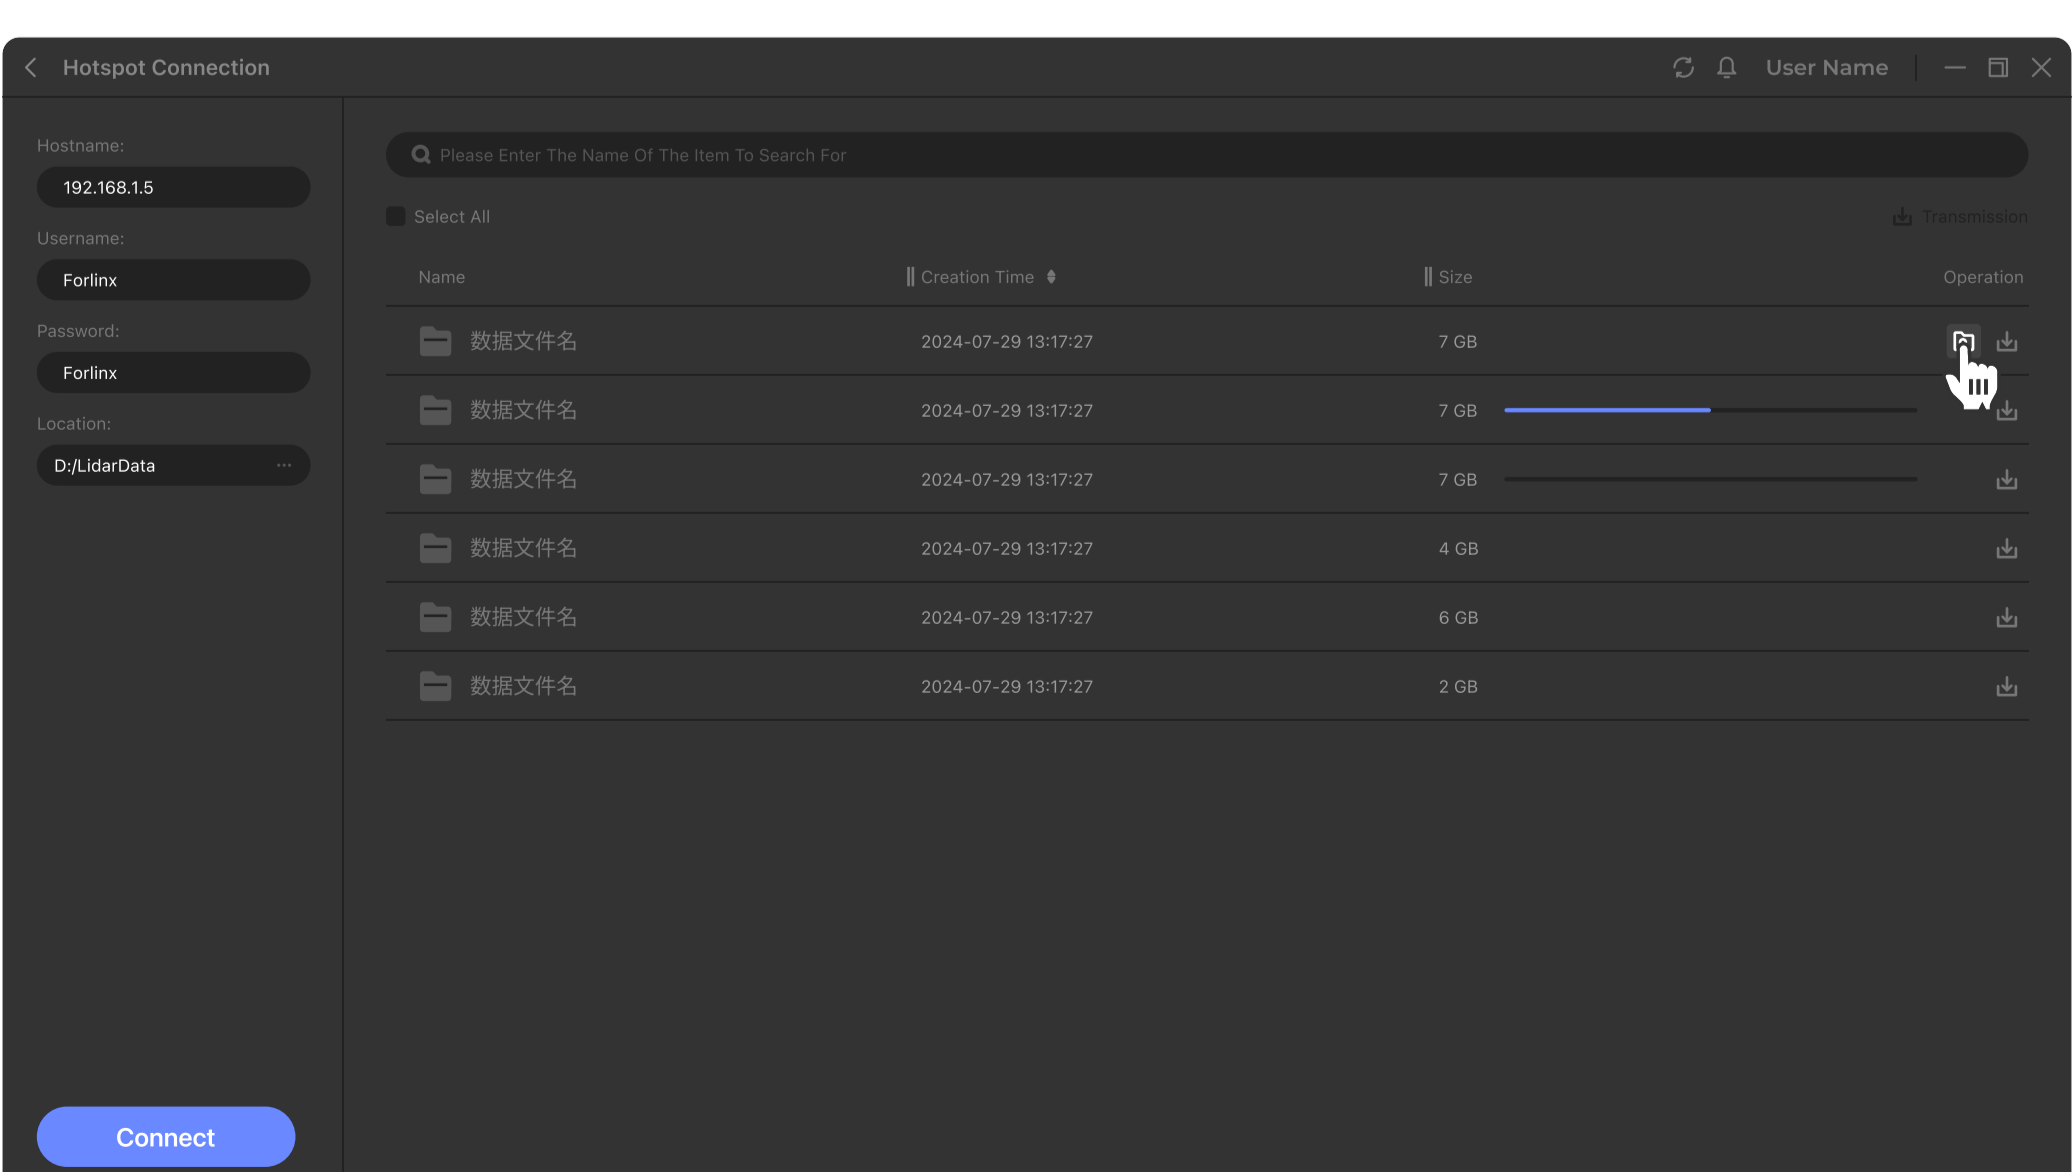 Hotspot Connection
User Name
Hostname:
192.168.1.5
Username:
Forlinx
Password:
Forlinx
Location:
D:/LidarData ···
Connect
Please Enter The Name Of The Item To Search For
Select All
Transmission
Name Creation Time Size Operation
数据文件名 2024-07-29 13:17:27 7 GB
数据文件名 2024-07-29 13:17:27 7 GB
数据文件名 2024-07-29 13:17:27 7 GB
数据文件名 2024-07-29 13:17:27 4 GB
数据文件名 2024-07-29 13:17:27 6 GB
数据文件名 2024-07-29 13:17:27 2 GB